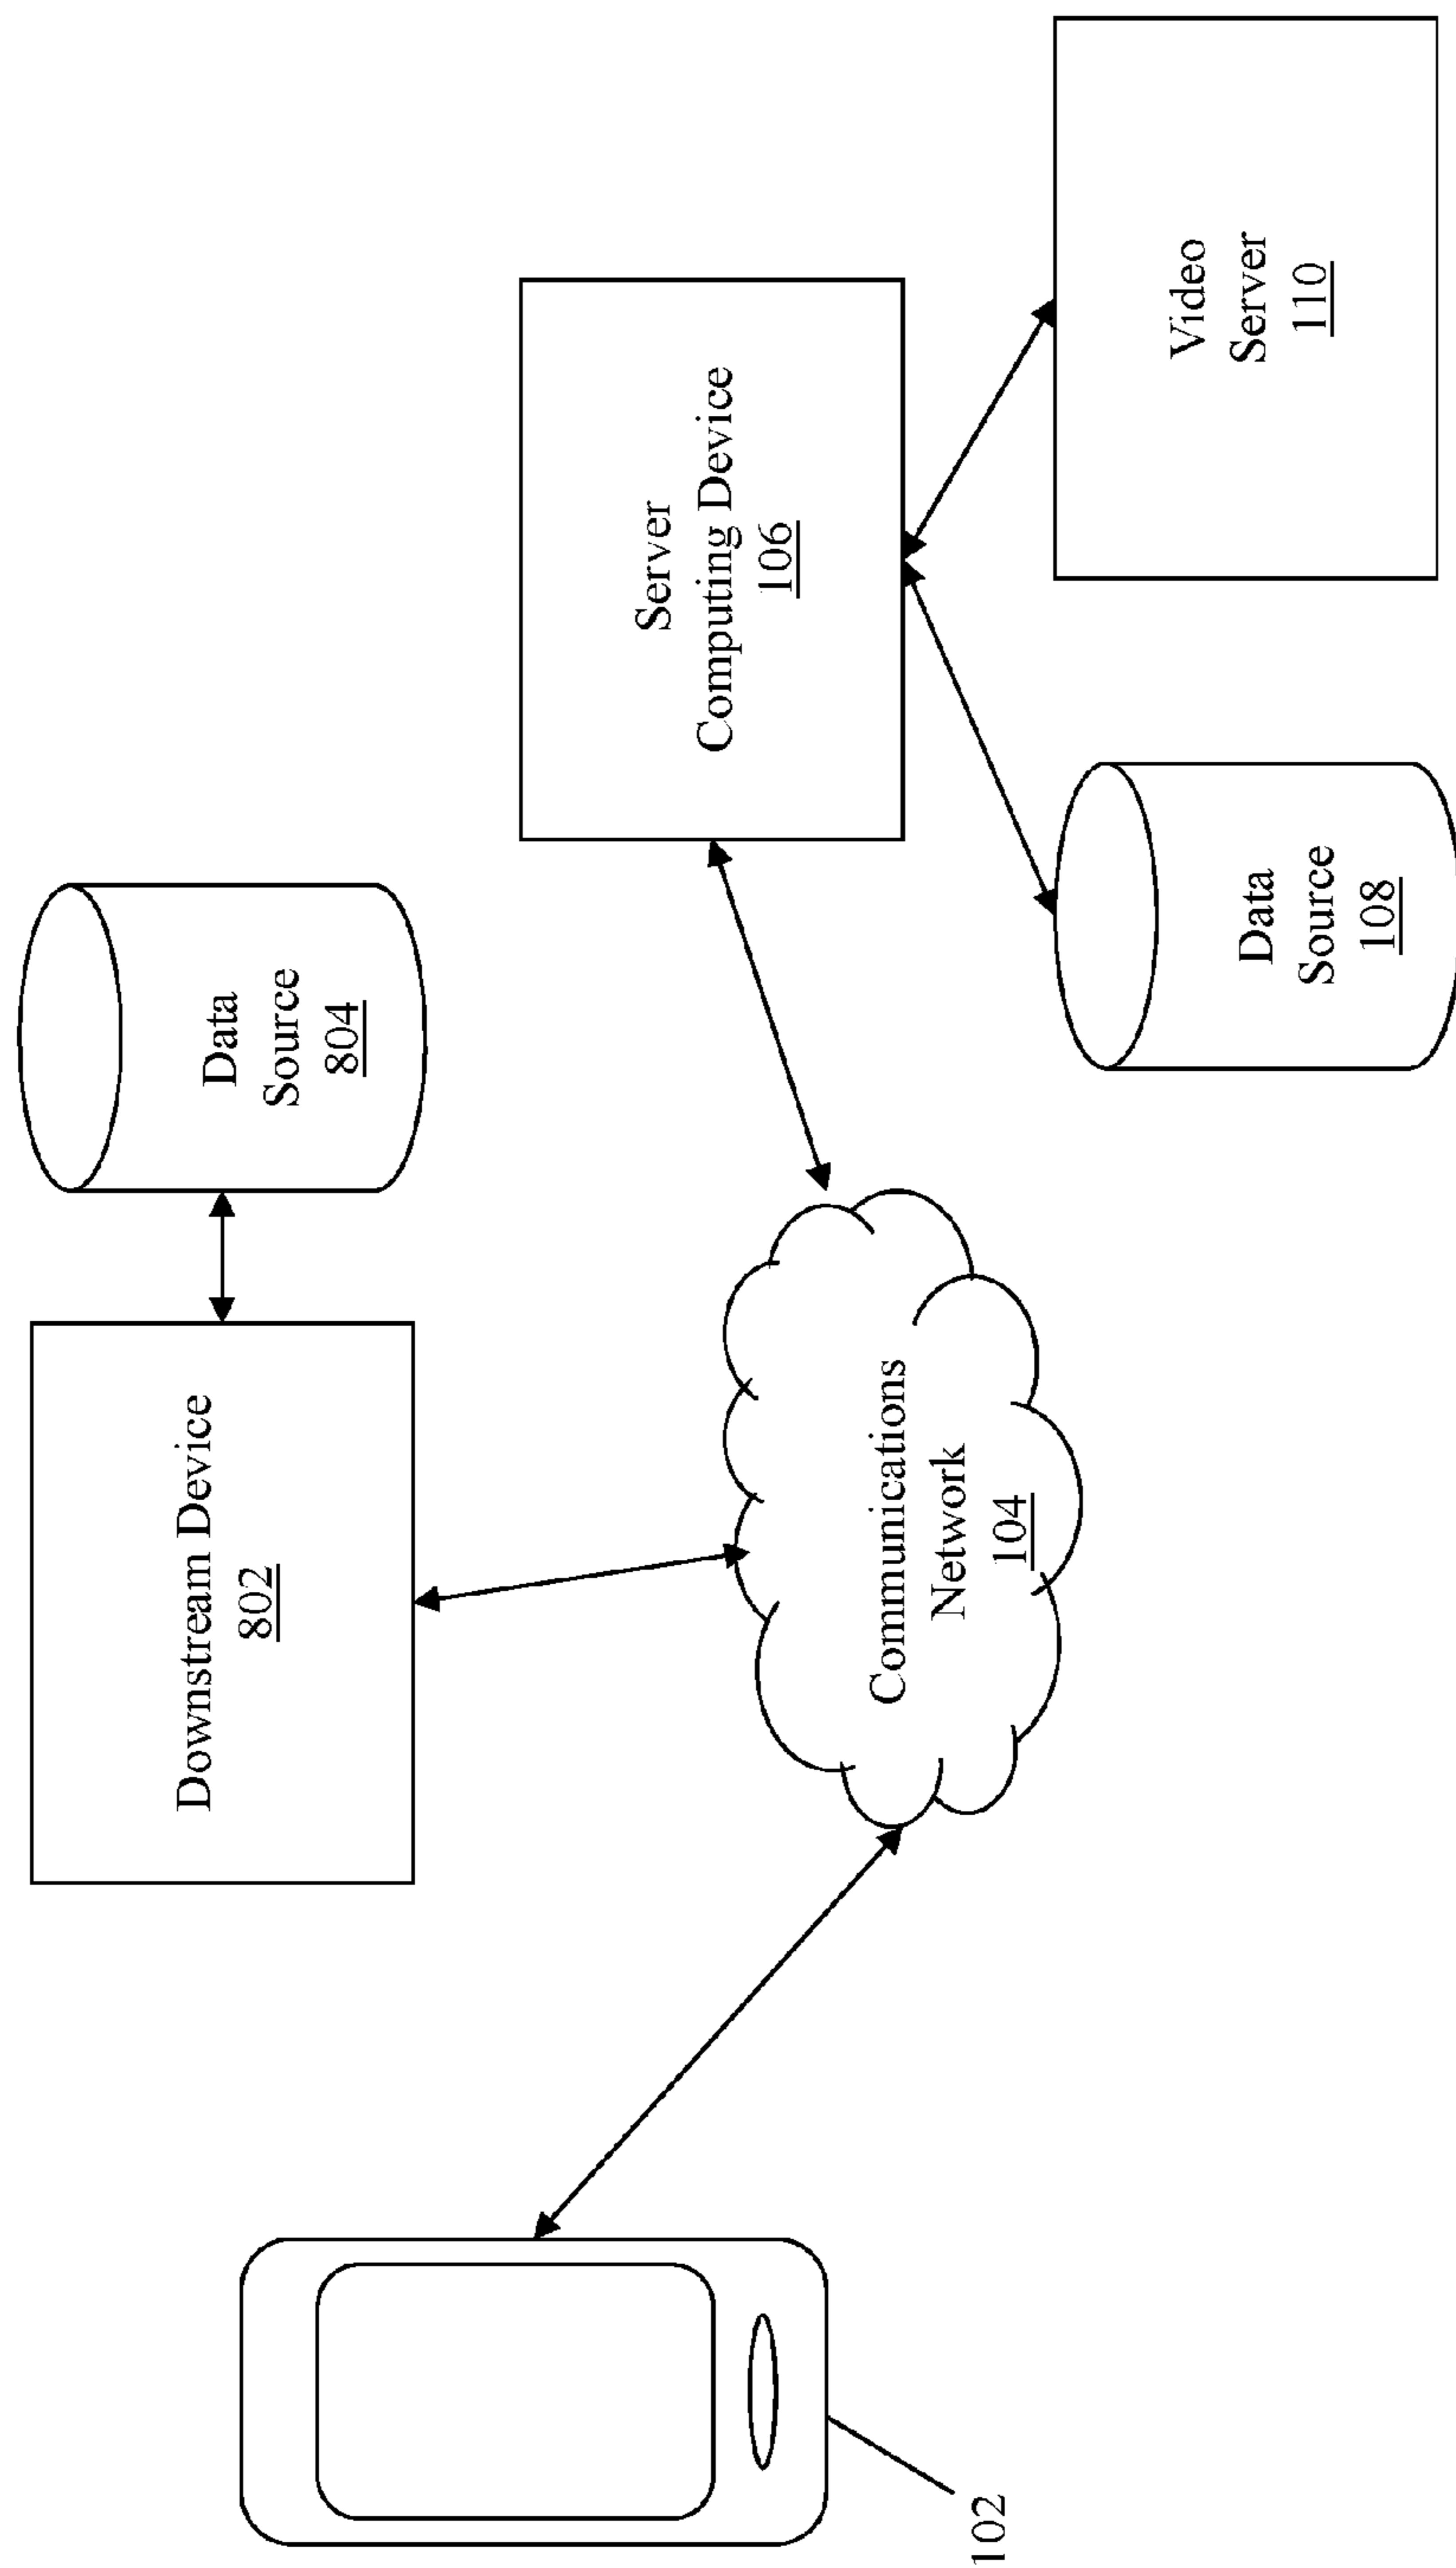 Downstream Device
802
Data
Source
804
Server
Computing Device
106
Communications
Network
104
Video
Server
110
Data
Source
108
102